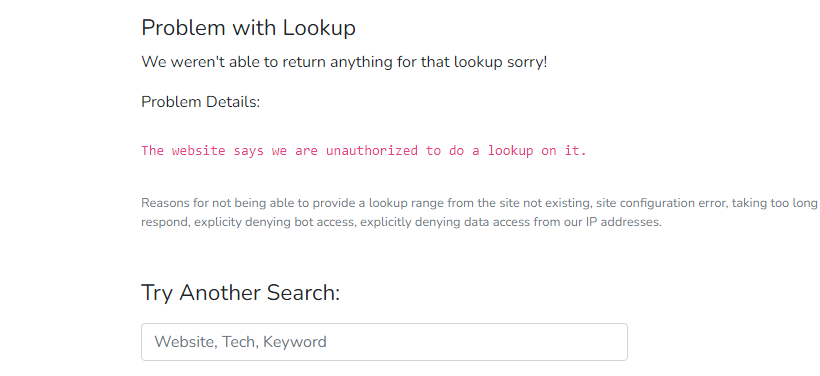 Problem with Lookup
We weren't able to return anything for that lookup sorry!
Problem Details:
The website says we are unauthorized to do a lookup on it.
Reasons for not being able to provide a lookup range from the site not existing, site configuration error, taking too long
respond, explicity denying bot access, explicitly denying data access from our IP addresses.
Try Another Search:
Website, Tech, Keyword